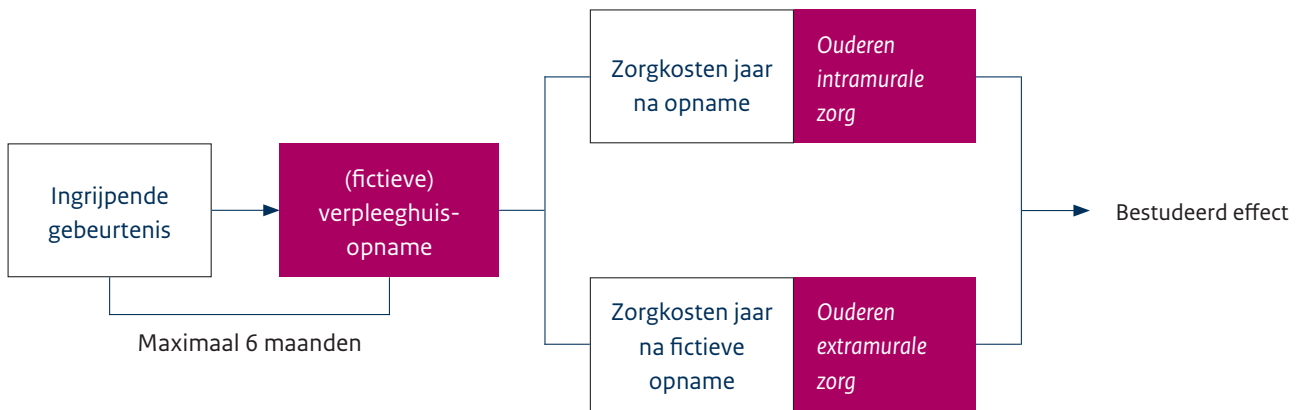 Ingrijpende
gebeurtenis
(fictieve)
verpleeghuis-
opname
Maximaal 6 maanden
Zorgkosten jaar
na opname
Ouderen
intramurale
zorg
Zorgkosten jaar
na fictieve
opname
Ouderen
extramurale
zorg
Bestudeerd effect